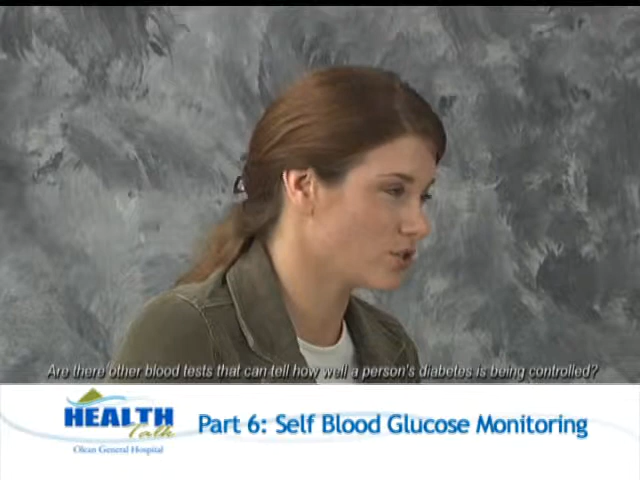 Are there other blood tests that can tell how well a person's diabetes is being controlled?
HEALTH
Talk
Olean General Hospital
Part 6: Self Blood Glucose Monitoring